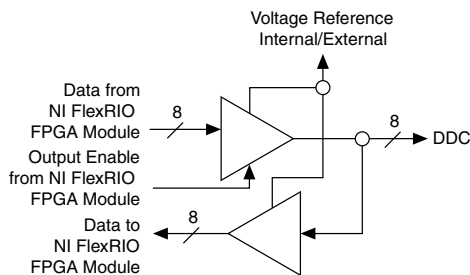 Voltage Reference
Internal/External
Data from
NI FlexRIO
FPGA Module
8
8
DDC
Output Enable
from NI FlexRIO
FPGA Module
Data to
NI FlexRIO
FPGA Module
8